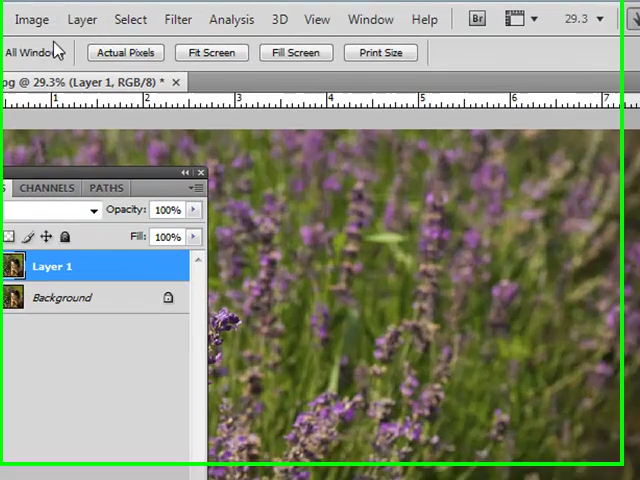 Image Layer Select Filter Analysis 3D View Window Help Br 29.3
All Windo Actual Pixels Fit Screen Fill Screen Print Size
pg @ 29.3% (Layer 1, RGB/8) *
1 2 3 4 5 6 7
S CHANNELS PATHS
Opacity: 100%
Fill: 100%
Layer 1
Background